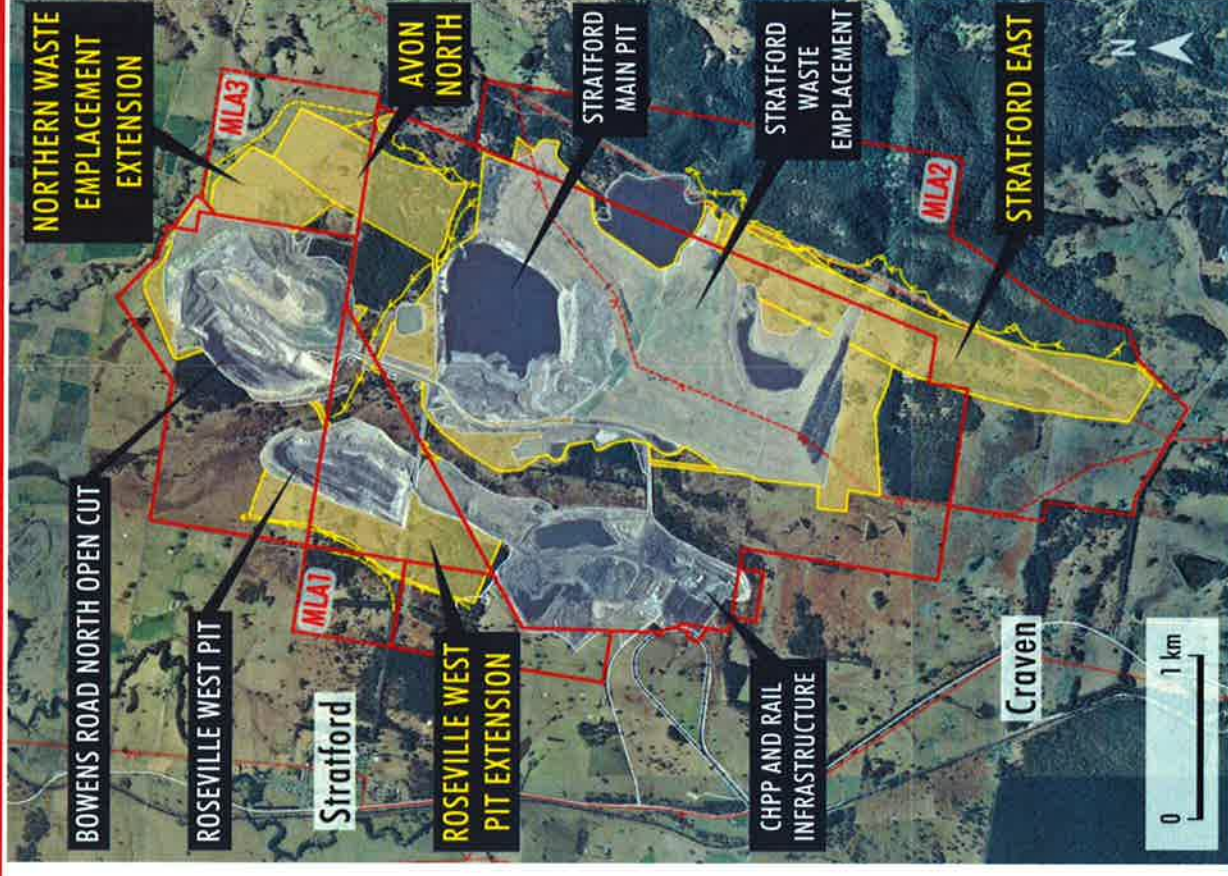 NORTHERN WASTE
EMPLACEMENT
EXTENSION
MLA3
AVON
NORTH
BOWENS ROAD NORTH OPEN CUT
STRATFORD
MAIN PIT
ROSEVILLE WEST PIT
MLA1
Stratford
STRATFORD
WASTE
EMPLACEMENT
ROSEVILLE WEST
PIT EXTENSION
MLA2
STRATFORD EAST
CHPP AND RAIL
INFRASTRUCTURE
Craven
N
0
1 km